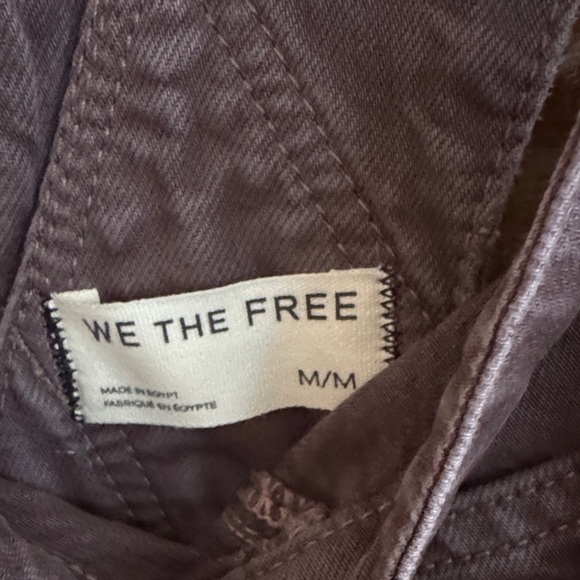 WE THE FREE
M/M
MADE IN EGYPT
FABRIQUÉ EN ÉGYPTE